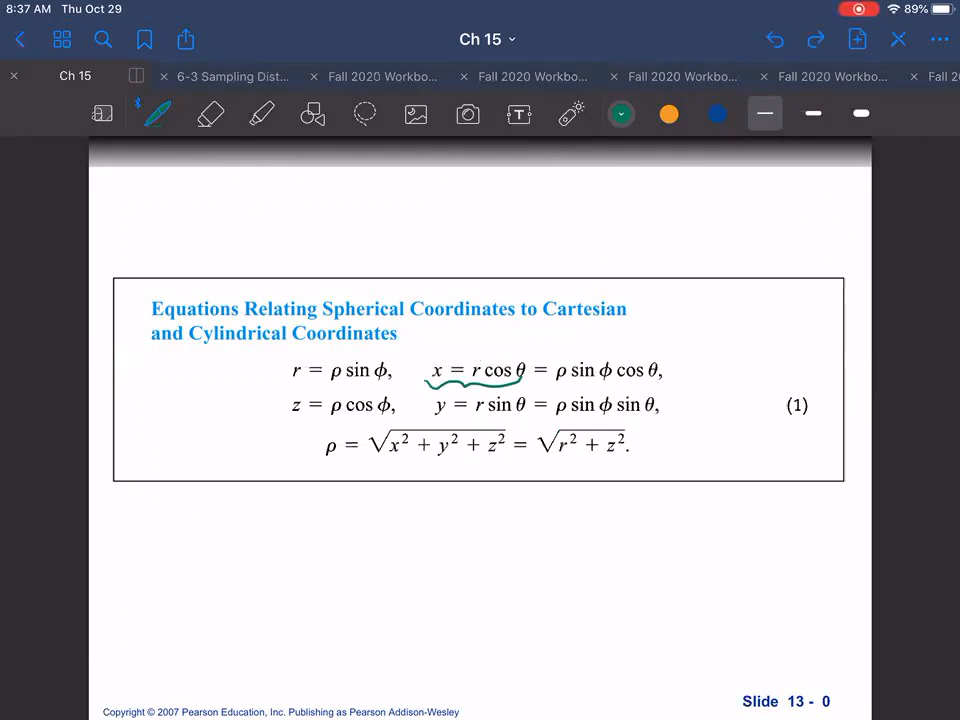 8:37 AM Thu Oct 29 89%
Ch 15
Ch 15 6-3 Sampling Dist... Fall 2020 Workbo... Fall 2020 Workbo... Fall 2020 Workbo... Fall 2020 Workbo... Fall 20
T
Equations Relating Spherical Coordinates to Cartesian
and Cylindrical Coordinates
r = ρ sin ϕ, x = r cos θ = ρ sin ϕ cos θ,
z = ρ cos ϕ, y = r sin θ = ρ sin ϕ sin θ, (1)
ρ = √x² + y² + z² = √r² + z².
Slide 13 - 0
Copyright © 2007 Pearson Education, Inc. Publishing as Pearson Addison-Wesley